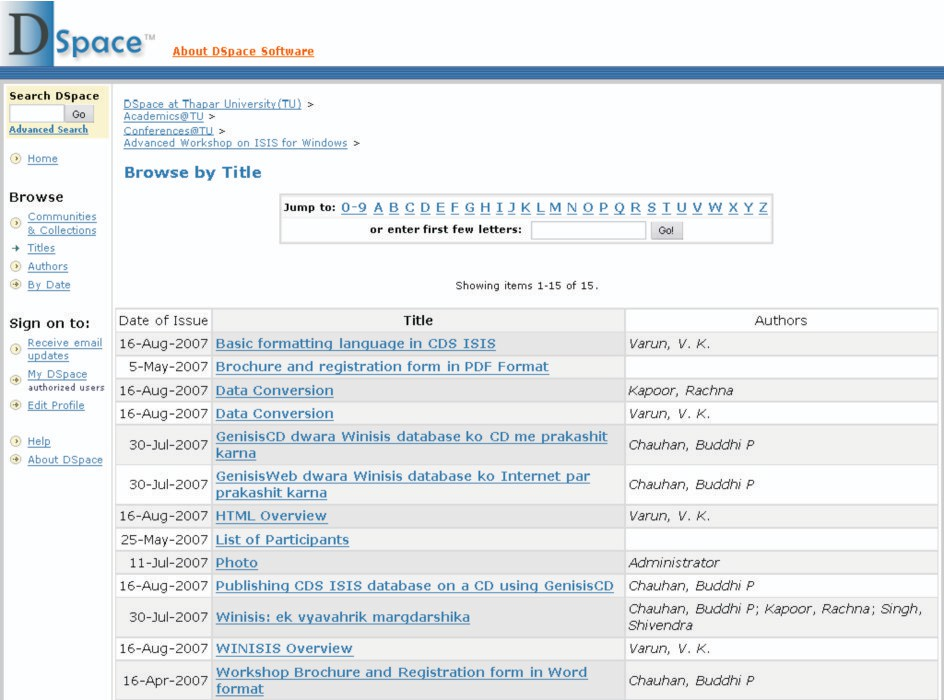 DSpace™
About DSpace Software
Search DSpace
Go
Advanced Search
Home
Browse
Communities
& Collections
Titles
Authors
By Date
Sign on to:
Receive email
updates
My DSpace
authorized users
Edit Profile
Help
About DSpace
DSpace at Thapar University(TU) >
Academics@TU >
Conferences@TU >
Advanced Workshop on ISIS for Windows >
Browse by Title
Jump to: 0-9 A B C D E F G H I J K L M N O P Q R S T U V W X Y Z
or enter first few letters: Go!
Showing items 1-15 of 15.
Date of Issue Title Authors
16-Aug-2007 Basic formatting language in CDS ISIS Varun, V. K.
5-May-2007 Brochure and registration form in PDF Format
16-Aug-2007 Data Conversion Kapoor, Rachna
16-Aug-2007 Data Conversion Varun, V. K.
30-Jul-2007 GenisisCD dwara Winisis database ko CD me prakashit Chauhan, Buddhi P
karna
30-Jul-2007 GenisisWeb dwara Winisis database ko Internet par Chauhan, Buddhi P
prakashit karna
16-Aug-2007 HTML Overview Varun, V. K.
25-May-2007 List of Participants
11-Jul-2007 Photo Administrator
16-Aug-2007 Publishing CDS ISIS database on a CD using GenisisCD Chauhan, Buddhi P
30-Jul-2007 Winisis: ek vyavahrik margdarshika Chauhan, Buddhi P; Kapoor, Rachna; Singh,
Shivendra
16-Aug-2007 WINISIS Overview Varun, V. K.
16-Apr-2007 Workshop Brochure and Registration form in Word Chauhan, Buddhi P
format